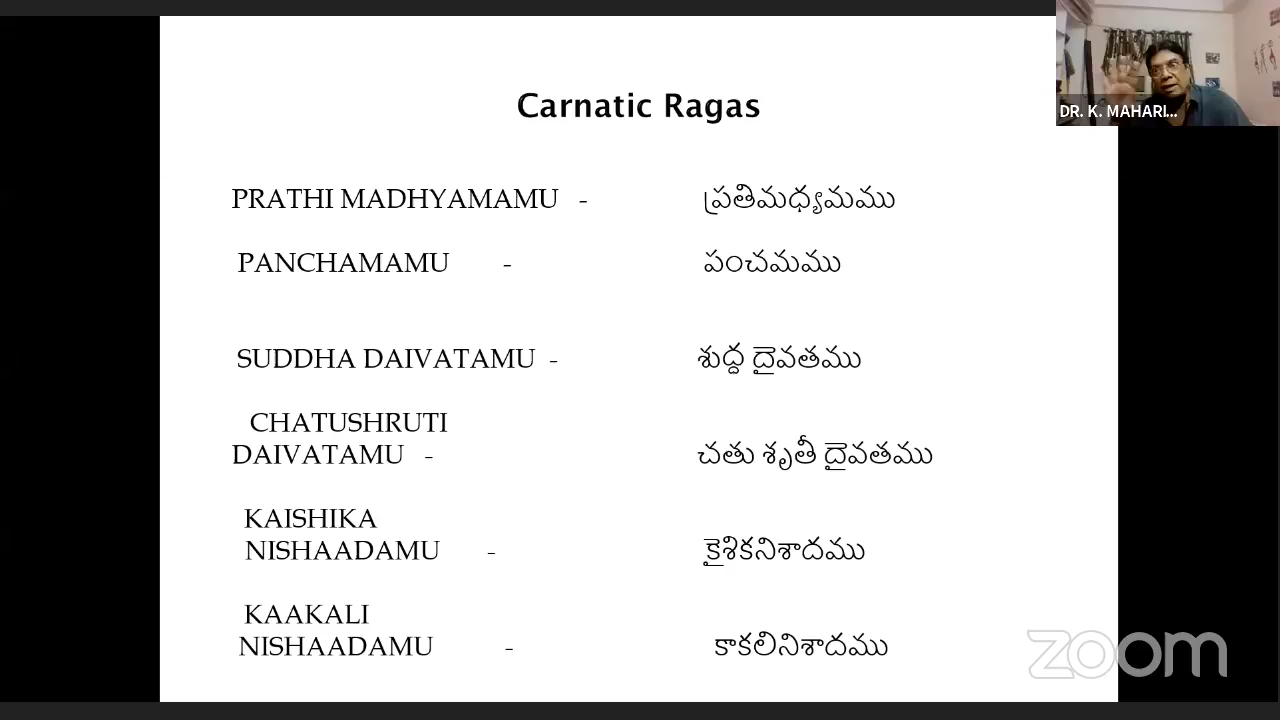 Carnatic Ragas
DR. K. MAHARI...
PRATHI MADHYAMAMU - ప్రతిమధ్యమము
PANCHAMAMU - పంచమము
SUDDHA DAIVATAMU - శుద్ద దైవతము
CHATUSHRUTI
DAIVATAMU - చతు శృతీ దైవతము
KAISHIKA
NISHAADAMU - కైశికనిశాదము
KAAKALI
NISHAADAMU - కాకలినిశాదము
zoom